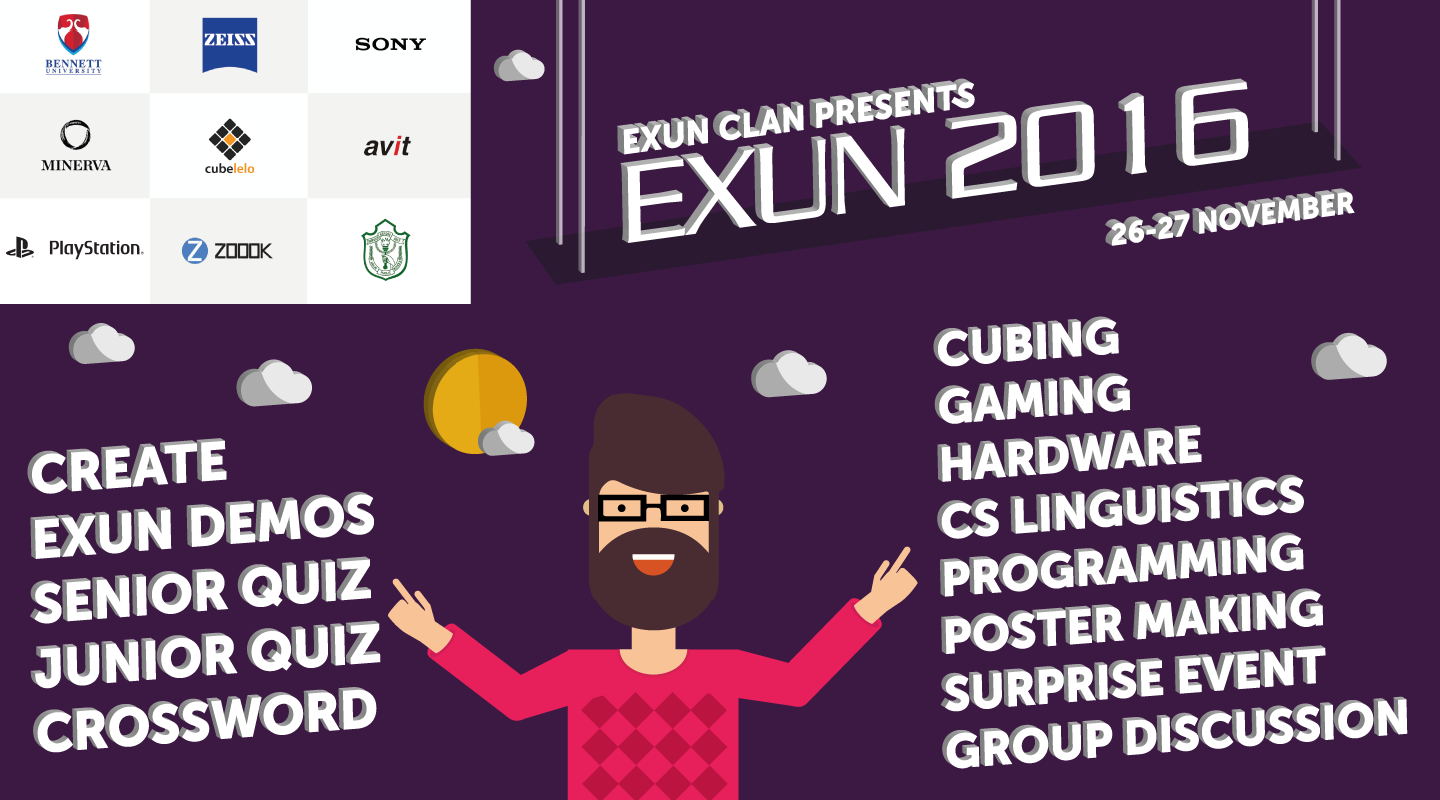 BENNETT
UNIVERSITY
ZEISS
SONY
MINERVA
cubelelo
avit
PlayStation®
Z ZOOOK
EXUN CLAN PRESENTS
EXUN 2016
26-27 NOVEMBER
CREATE
EXUN DEMOS
SENIOR QUIZ
JUNIOR QUIZ
CROSSWORD
CUBING
GAMING
HARDWARE
CS LINGUISTICS
PROGRAMMING
POSTER MAKING
SURPRISE EVENT
GROUP DISCUSSION